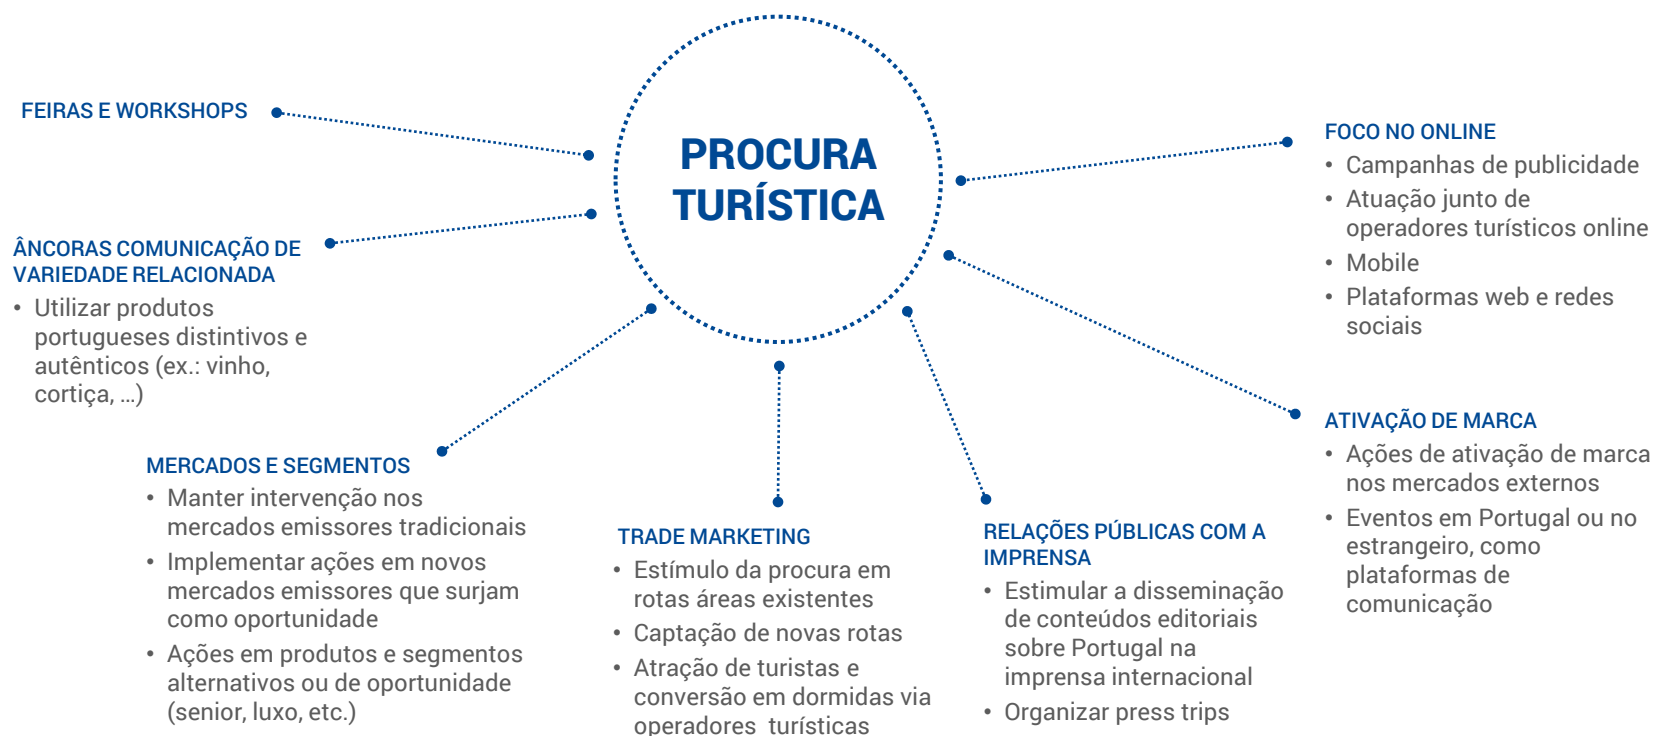 PROCURA
TURÍSTICA
FEIRAS E WORKSHOPS
ÂNCORAS COMUNICAÇÃO DE
VARIEDADE RELACIONADA
• Utilizar produtos
portugueses distintivos e
autênticos (ex.: vinho,
cortiça, ...)
MERCADOS E SEGMENTOS
• Manter intervenção nos
mercados emissores tradicionais
• Implementar ações em novos
mercados emissores que surjam
como oportunidade
• Ações em produtos e segmentos
alternativos ou de oportunidade
(senior, luxo, etc.)
TRADE MARKETING
• Estímulo da procura em
rotas áreas existentes
• Captação de novas rotas
• Atração de turistas e
conversão em dormidas via
operadores  turísticas
RELAÇÕES PÚBLICAS COM A
IMPRENSA
• Estimular a disseminação
de conteúdos editoriais
sobre Portugal na
imprensa internacional
• Organizar press trips
FOCO NO ONLINE
• Campanhas de publicidade
• Atuação junto de
operadores turísticos online
• Mobile
• Plataformas web e redes
sociais
ATIVAÇÃO DE MARCA
• Ações de ativação de marca
nos mercados externos
• Eventos em Portugal ou no
estrangeiro, como
plataformas de
comunicação